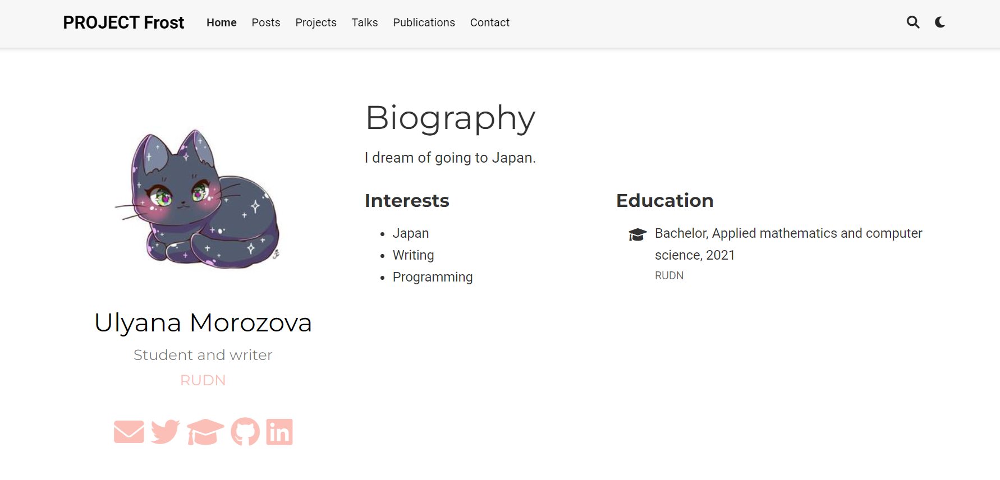 PROJECT Frost Home Posts Projects Talks Publications Contact
Biography
I dream of going to Japan.
Interests
Japan
Writing
Programming
Education
Bachelor, Applied mathematics and computer
science, 2021
RUDN
Ulyana Morozova
Student and writer
RUDN